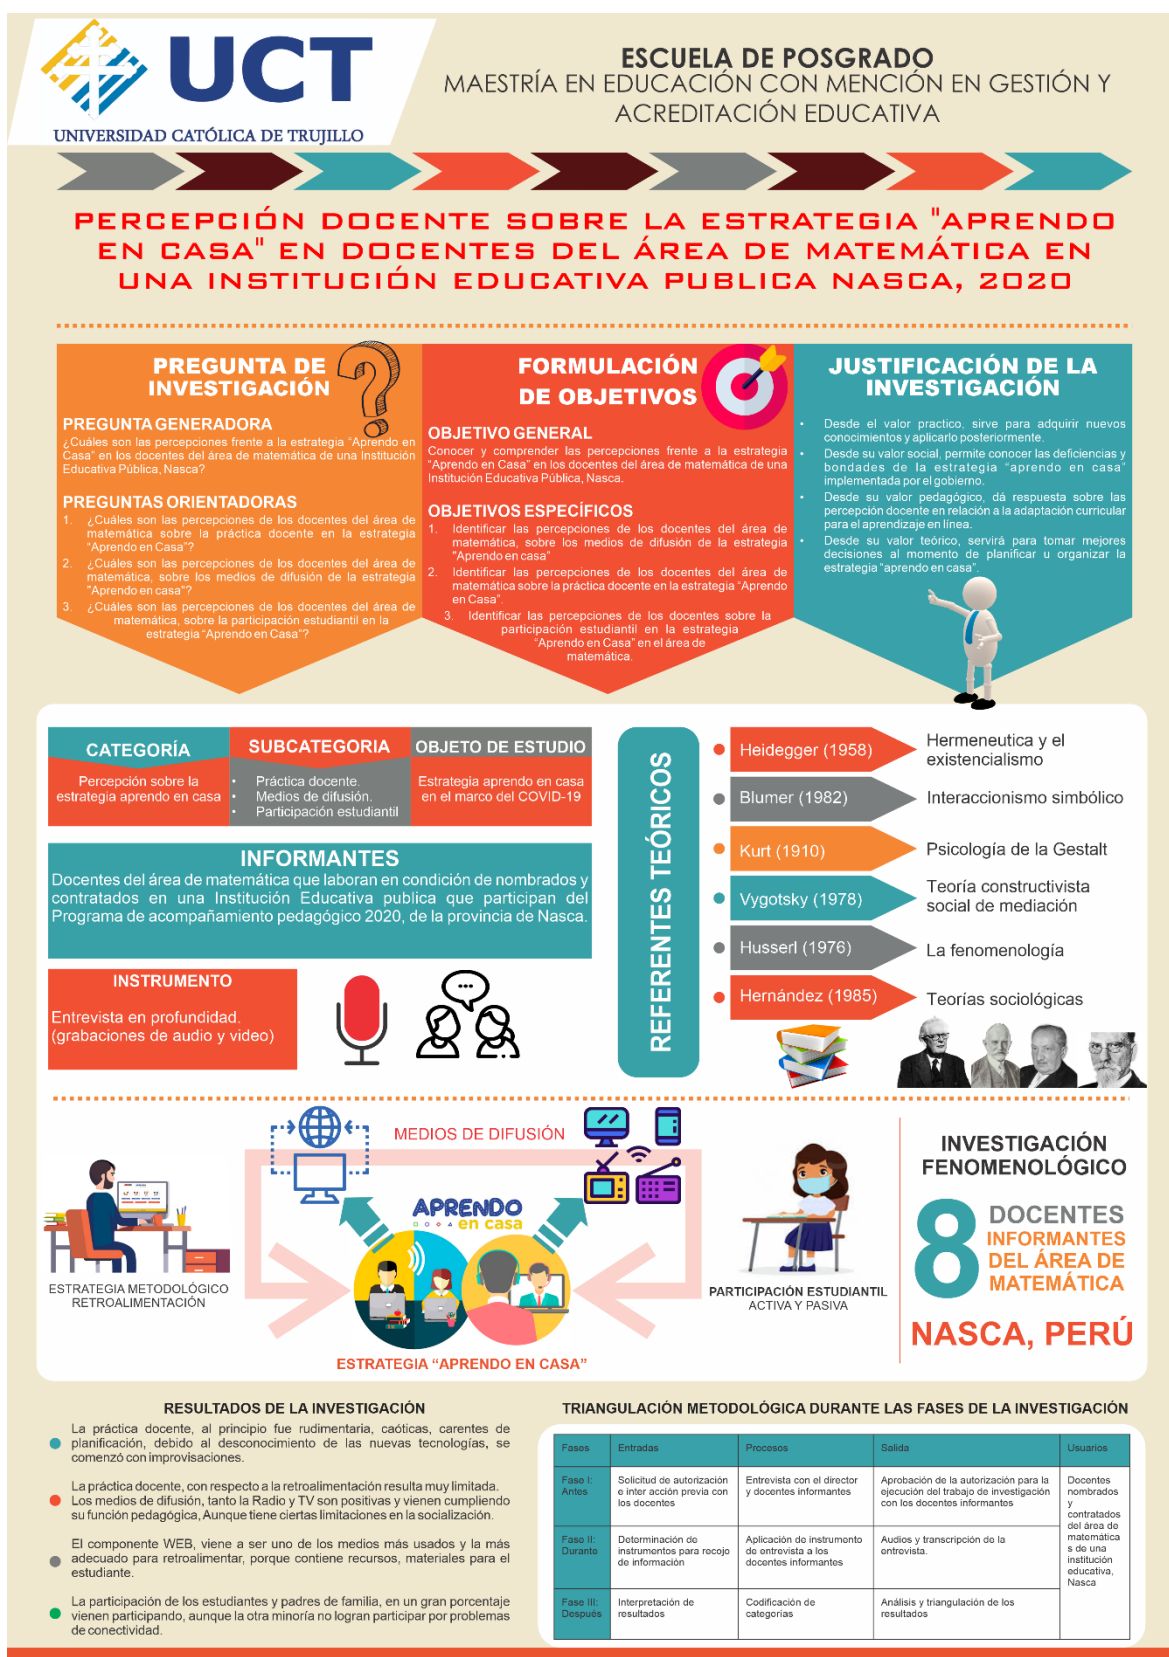 UCT
UNIVERSIDAD CATÓLICA DE TRUJILLO
ESCUELA DE POSGRADO
MAESTRÍA EN EDUCACIÓN CON MENCIÓN EN GESTIÓN Y
ACREDITACIÓN EDUCATIVA
PERCEPCIÓN DOCENTE SOBRE LA ESTRATEGIA "APRENDO
EN CASA" EN DOCENTES DEL ÁREA DE MATEMÁTICA EN
UNA INSTITUCIÓN EDUCATIVA PUBLICA NASCA, 2020
PREGUNTA DE
INVESTIGACIÓN
PREGUNTA GENERADORA
¿Cuáles son las percepciones frente a la estrategia “Aprendo en
Casa” en los docentes del área de matemática de una Institución
Educativa Pública, Nasca?
PREGUNTAS ORIENTADORAS
1. ¿Cuáles son las percepciones de los docentes del área de
matemática sobre la práctica docente en la estrategia
“Aprendo en Casa”?
2. ¿Cuáles son las percepciones de los docentes del área de
matemática, sobre los medios de difusión de la estrategia
"Aprendo en casa"?
3. ¿Cuáles son las percepciones de los docentes del área de
matemática, sobre la participación estudiantil en la
estrategia “Aprendo en Casa”?
FORMULACIÓN
DE OBJETIVOS
OBJETIVO GENERAL
Conocer y comprender las percepciones frente a la estrategia
“Aprendo en Casa” en los docentes del área de matemática de una
Institución Educativa Pública, Nasca.
OBJETIVOS ESPECÍFICOS
1. Identificar las percepciones de los docentes del área de
matemática, sobre los medios de difusión de la estrategia
"Aprendo en casa"
2. Identificar las percepciones de los docentes del área de
matemática sobre la práctica docente en la estrategia “Aprendo
en Casa”.
3. Identificar las percepciones de los docentes sobre la
participación estudiantil en la estrategia
“Aprendo en Casa” en el área de
matemática.
JUSTIFICACIÓN DE LA
INVESTIGACIÓN
• Desde el valor practico, sirve para adquirir nuevos
conocimientos y aplicarlo posteriormente.
• Desde su valor social, permite conocer las deficiencias y
bondades de la estrategia “aprendo en casa”
implementada por el gobierno.
• Desde su valor pedagógico, dá respuesta sobre las
percepción docente en relación a la adaptación curricular
para el aprendizaje en línea.
• Desde su valor teórico, servirá para tomar mejores
decisiones al momento de planificar u organizar la
estrategia “aprendo en casa”.
CATEGORÍA
Percepción sobre la
estrategia aprendo en casa
SUBCATEGORIA
• Práctica docente.
• Medios de difusión.
• Participación estudiantil
OBJETO DE ESTUDIO
Estrategia aprendo en casa
en el marco del COVID-19
INFORMANTES
Docentes del área de matemática que laboran en condición de nombrados y
contratados en una Institución Educativa publica que participan del
Programa de acompañamiento pedagógico 2020, de la provincia de Nasca.
INSTRUMENTO
Entrevista en profundidad.
(grabaciones de audio y video)
REFERENTES TEÓRICOS
Heidegger (1958)
Hermeneutica y el
existencialismo
Blumer (1982)
Interaccionismo simbólico
Kurt (1910)
Psicología de la Gestalt
Vygotsky (1978)
Teoría constructivista
social de mediación
Husserl (1976)
La fenomenología
Hernández (1985)
Teorías sociológicas
ESTRATEGIA METODOLÓGICO
RETROALIMENTACIÓN
MEDIOS DE DIFUSIÓN
APRENDO
en casa
ESTRATEGIA “APRENDO EN CASA”
PARTICIPACIÓN ESTUDIANTIL
ACTIVA Y PASIVA
INVESTIGACIÓN
FENOMENOLÓGICO
8
DOCENTES
INFORMANTES
DEL ÁREA DE
MATEMÁTICA
NASCA, PERÚ
RESULTADOS DE LA INVESTIGACIÓN
La práctica docente, al principio fue rudimentaria, caóticas, carentes de
planificación, debido al desconocimiento de las nuevas tecnologías, se
comenzó con improvisaciones.
La práctica docente, con respecto a la retroalimentación resulta muy limitada.
Los medios de difusión, tanto la Radio y TV son positivas y vienen cumpliendo
su función pedagógica, Aunque tiene ciertas limitaciones en la socialización.
El componente WEB, viene a ser uno de los medios más usados y la más
adecuado para retroalimentar, porque contiene recursos, materiales para el
estudiante.
La participación de los estudiantes y padres de familia, en un gran porcentaje
vienen participando, aunque la otra minoría no logran participar por problemas
de conectividad.
TRIANGULACIÓN METODOLÓGICA DURANTE LAS FASES DE LA INVESTIGACIÓN
Fases Entradas Procesos Salida Usuarios
Fase I:
Antes
Solicitud de autorización
e inter acción previa con
los docentes
Entrevista con el director
y docentes informantes
Aprobación de la autorización para la
ejecución del trabajo de investigación
con los docentes informantes
Docentes
nombrados
y
contratados
del área de
matemática
s de una
institución
educativa,
Nasca
Fase II:
Durante
Determinación de
instrumentos para recojo
de información
Aplicación de instrumento
de entrevista a los
docentes informantes
Audios y transcripción de la
entrevista.
Fase III:
Después
Interpretación de
resultados
Codificación de
categorías
Análisis y triangulación de los
resultados